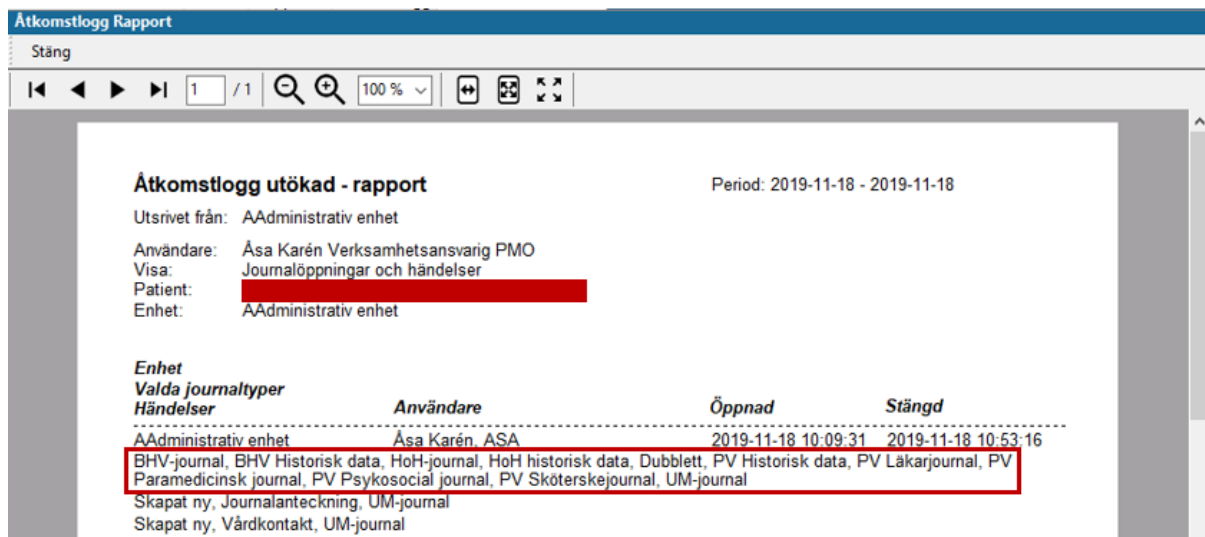 Åtkomstlogg Rapport
Stäng
1 / 1 100 %
Åtkomstlogg utökad - rapport Period: 2019-11-18 - 2019-11-18
Utsrivet från: AAdministrativ enhet
Användare: Åsa Karén Verksamhetsansvarig PMO
Visa: Journalöppningar och händelser
Patient:
Enhet: AAdministrativ enhet
Enhet
Valda journaltyper
Händelser Användare Öppnad Stängd
AAdministrativ enhet Åsa Karén, ASA 2019-11-18 10:09:31 2019-11-18 10:53:16
BHV-journal, BHV Historisk data, HoH-journal, HoH historisk data, Dubblett, PV Historisk data, PV Läkarjournal, PV
Paramedicinsk journal, PV Psykosocial journal, PV Sköterskejournal, UM-journal
Skapat ny, Journalanteckning, UM-journal
Skapat ny, Vårdkontakt, UM-journal